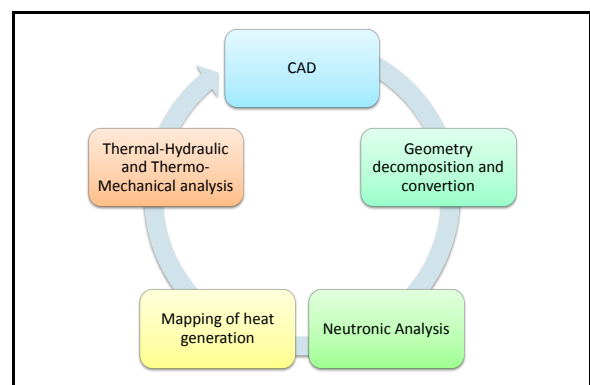 CAD
Geometry
decomposition and
convertion
Neutronic Analysis
Mapping of heat
generation
Thermal-Hydraulic
and Thermo-
Mechanical analysis